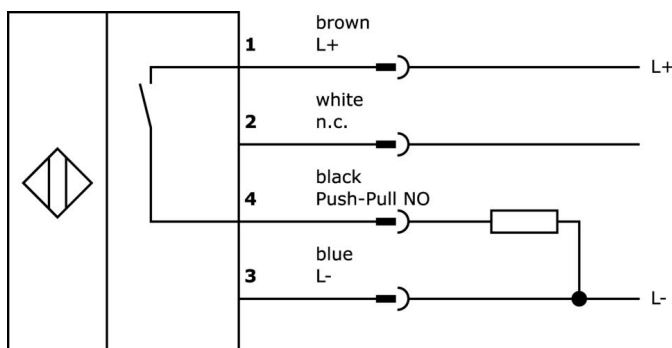 brown
1 L+
L+
white
2 n.c.
black
4 Push-Pull NO
blue
3 L-
L-